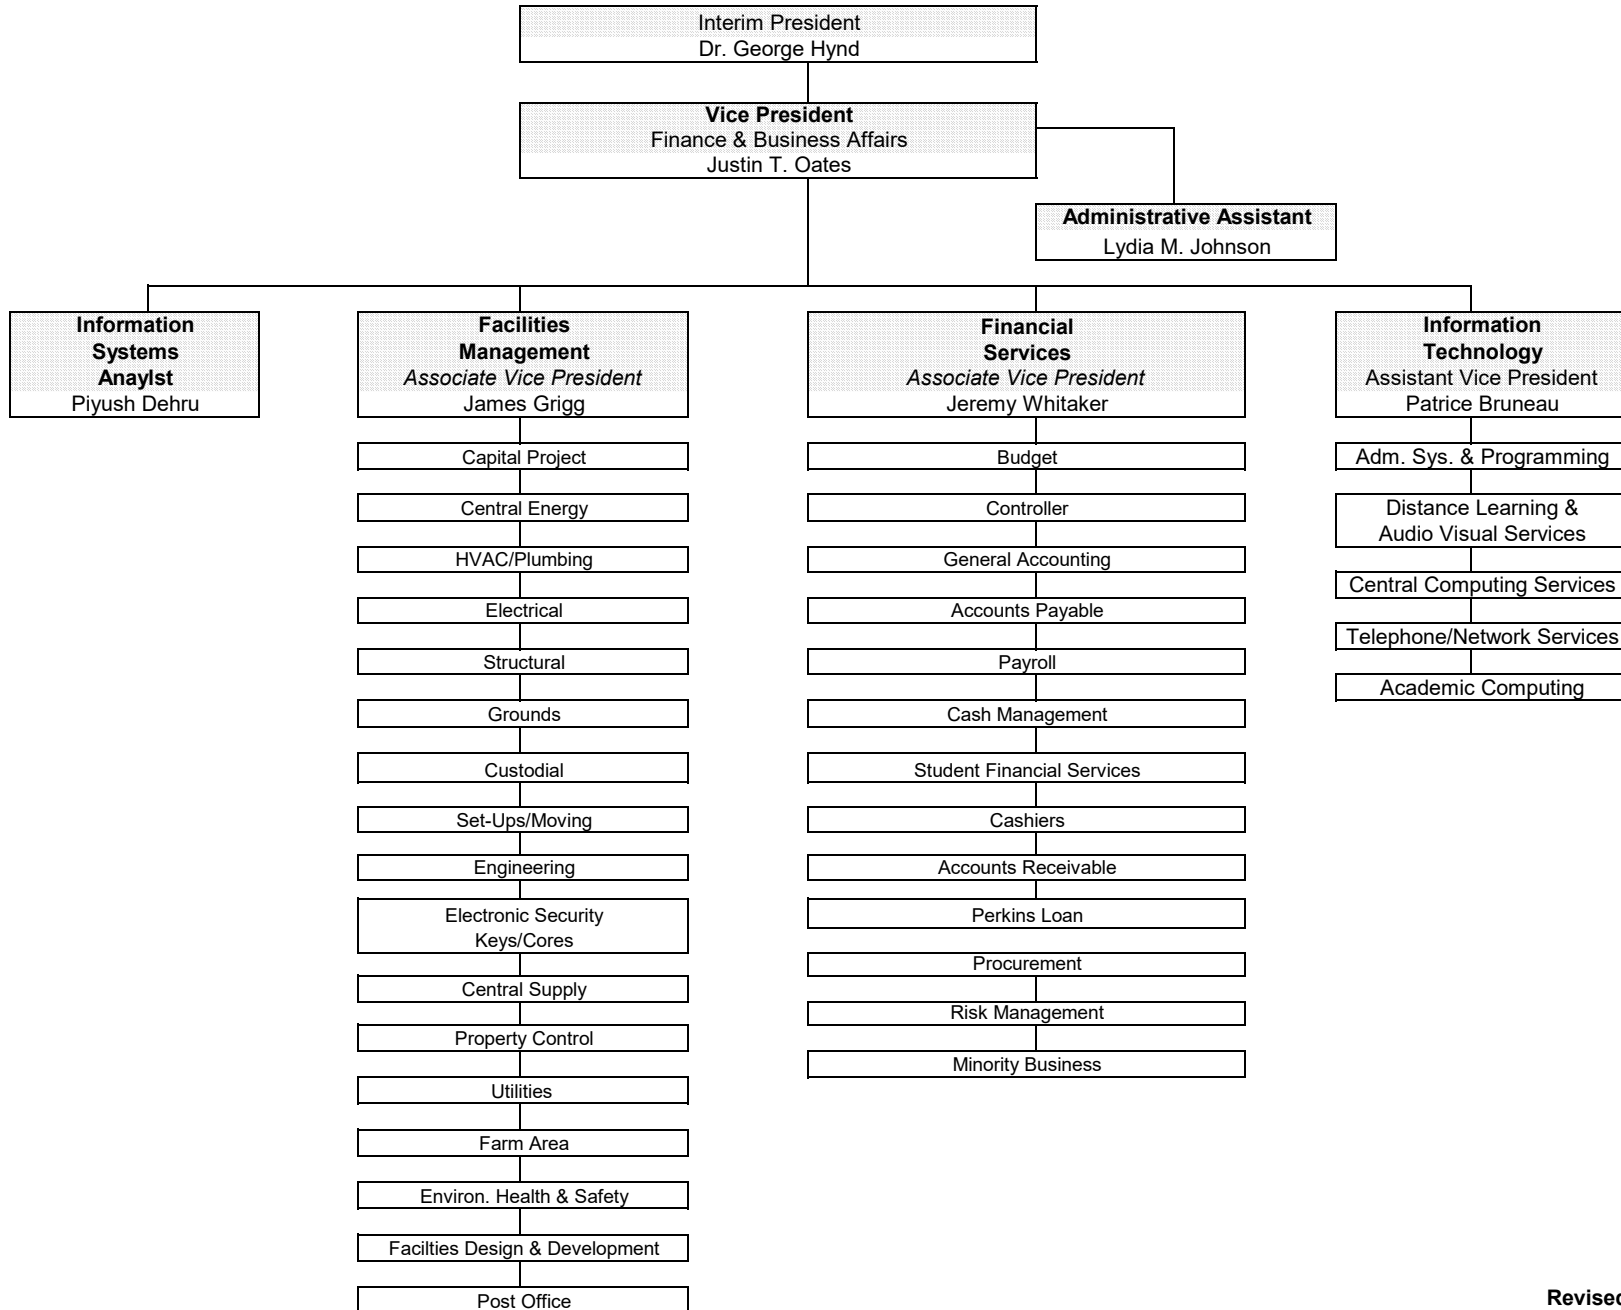 Interim President
Dr. George Hynd
Vice President
Finance & Business Affairs
Justin T. Oates
Administrative Assistant
Lydia M. Johnson
Information
Systems
Anaylst
Piyush Dehru
Facilities
Management
Associate Vice President
James Grigg
Capital Project
Central Energy
HVAC/Plumbing
Electrical
Structural
Grounds
Custodial
Set-Ups/Moving
Engineering
Electronic Security
Keys/Cores
Central Supply
Property Control
Utilities
Farm Area
Environ. Health & Safety
Facilties Design & Development
Post Office
Financial
Services
Associate Vice President
Jeremy Whitaker
Budget
Controller
General Accounting
Accounts Payable
Payroll
Cash Management
Student Financial Services
Cashiers
Accounts Receivable
Perkins Loan
Procurement
Risk Management
Minority Business
Information
Technology
Assistant Vice President
Patrice Bruneau
Adm. Sys. & Programming
Distance Learning &
Audio Visual Services
Central Computing Services
Telephone/Network Services
Academic Computing
Revised